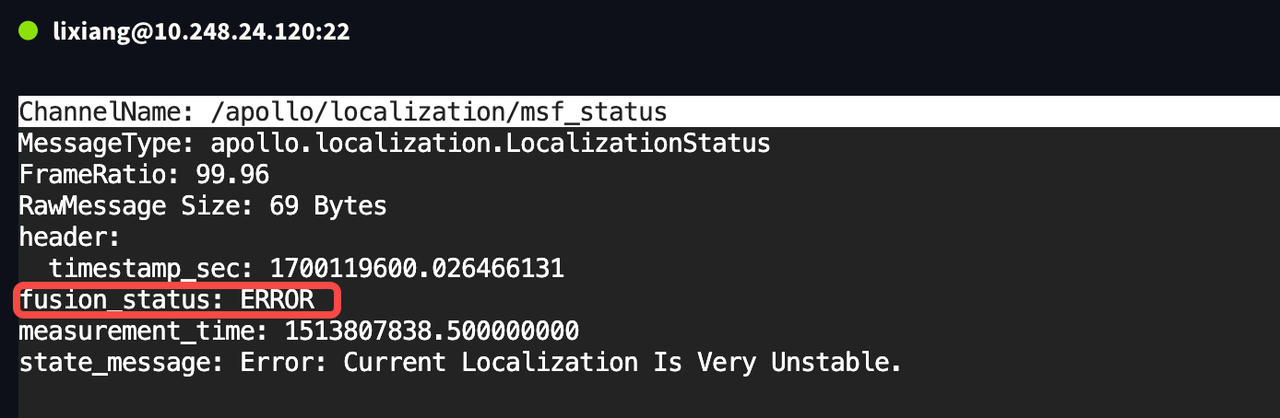 lixiang@10.248.24.120:22
ChannelName: /apollo/localization/msf_status
MessageType: apollo.localization.LocalizationStatus
FrameRatio: 99.96
RawMessage Size: 69 Bytes
header:
  timestamp_sec: 1700119600.026466131
fusion_status: ERROR
measurement_time: 1513807838.500000000
state_message: Error: Current Localization Is Very Unstable.